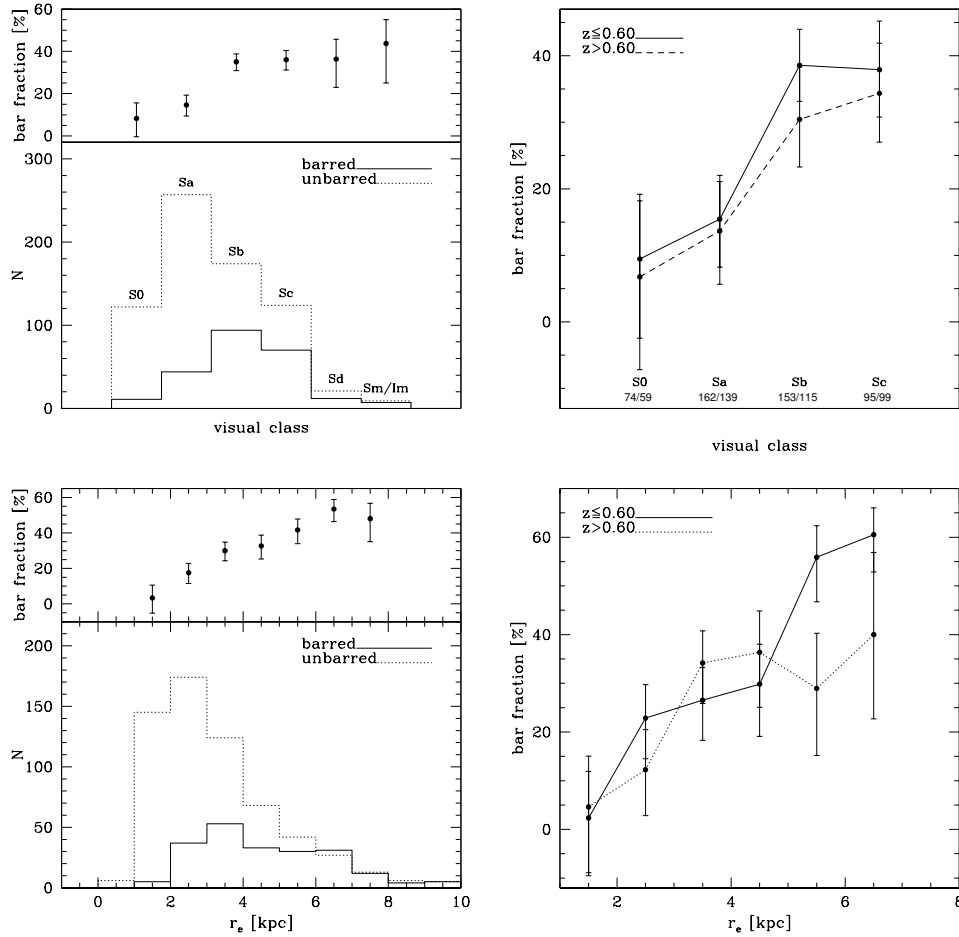 60
40
20
0
bar fraction [%]
300
200
100
0
N
barred
unbarred
S0
Sa
Sb
Sc
Sd
Sm/Im
visual class
z≦0.60
z>0.60
40
20
0
bar fraction [%]
S0 Sa Sb Sc
74/59 162/139 153/115 95/99
visual class
60
40
20
0
bar fraction [%]
200
150
100
50
0
N
barred
unbarred
0 2 4 6 8 10
r_e [kpc]
z≦0.60
z>0.60
60
40
20
0
bar fraction [%]
2 4 6 8
r_e [kpc]